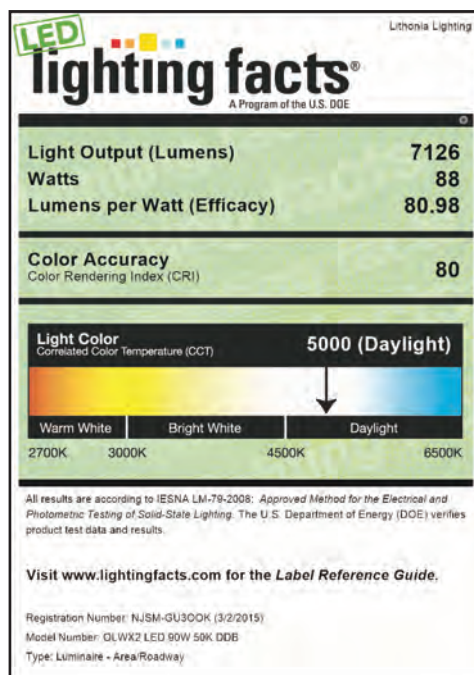 Lithonia Lighting
LED
lighting facts®
A Program of the U.S. DOE
Light Output (Lumens) 7126
Watts 88
Lumens per Watt (Efficacy) 80.98
Color Accuracy 80
Color Rendering Index (CRI)
Light Color 5000 (Daylight)
Correlated Color Temperature (CCT)
Warm White Bright White Daylight
2700K 3000K 4500K 6500K
All results are according to IESNA LM-79-2008: Approved Method for the Electrical and
Photometric Testing of Solid-State Lighting. The U.S. Department of Energy (DOE) verifies
product test data and results.
Visit www.lightingfacts.com for the Label Reference Guide.
Registration Number: NJSM-GU3OOK (3/2/2015)
Model Number: OLWX2 LED 90W 50K DDB
Type: Luminaire - Area/Roadway